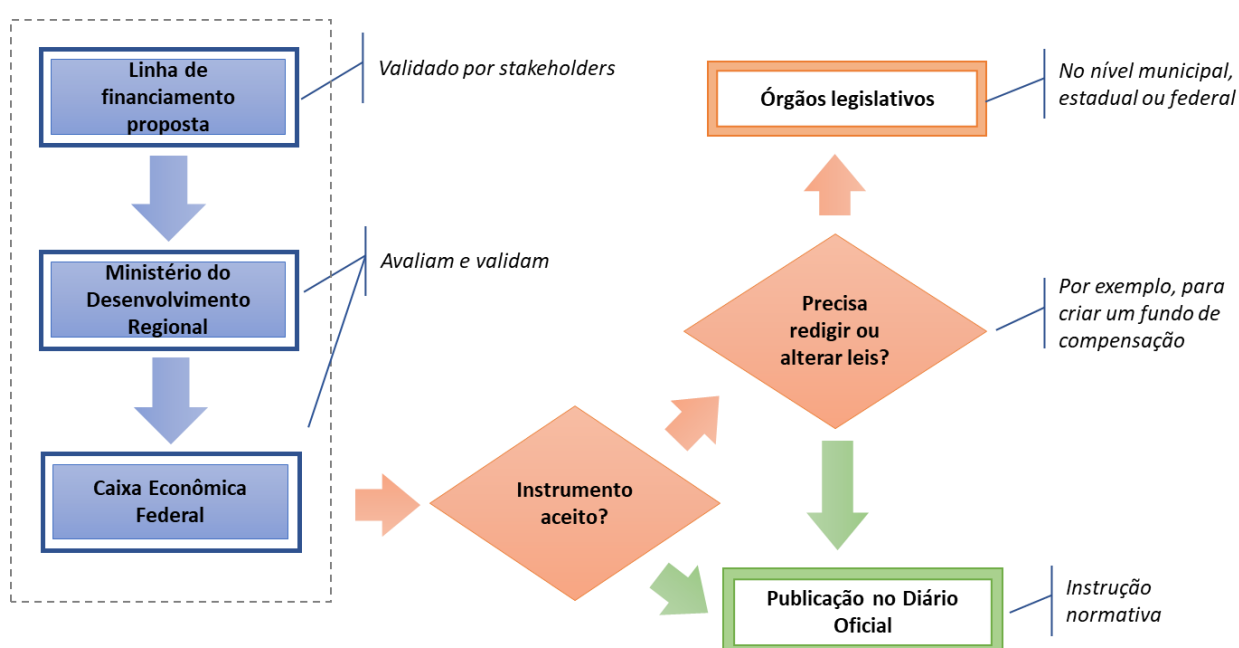 Linha de
financiamento
proposta
Validado por stakeholders
Ministério do
Desenvolvimento
Regional
Avaliam e validam
Caixa Econômica
Federal
Instrumento
aceito?
Precisa
redigir ou
alterar leis?
Por exemplo, para
criar um fundo de
compensação
Órgãos legislativos
No nível municipal,
estadual ou federal
Publicação no Diário
Oficial
Instrução
normativa